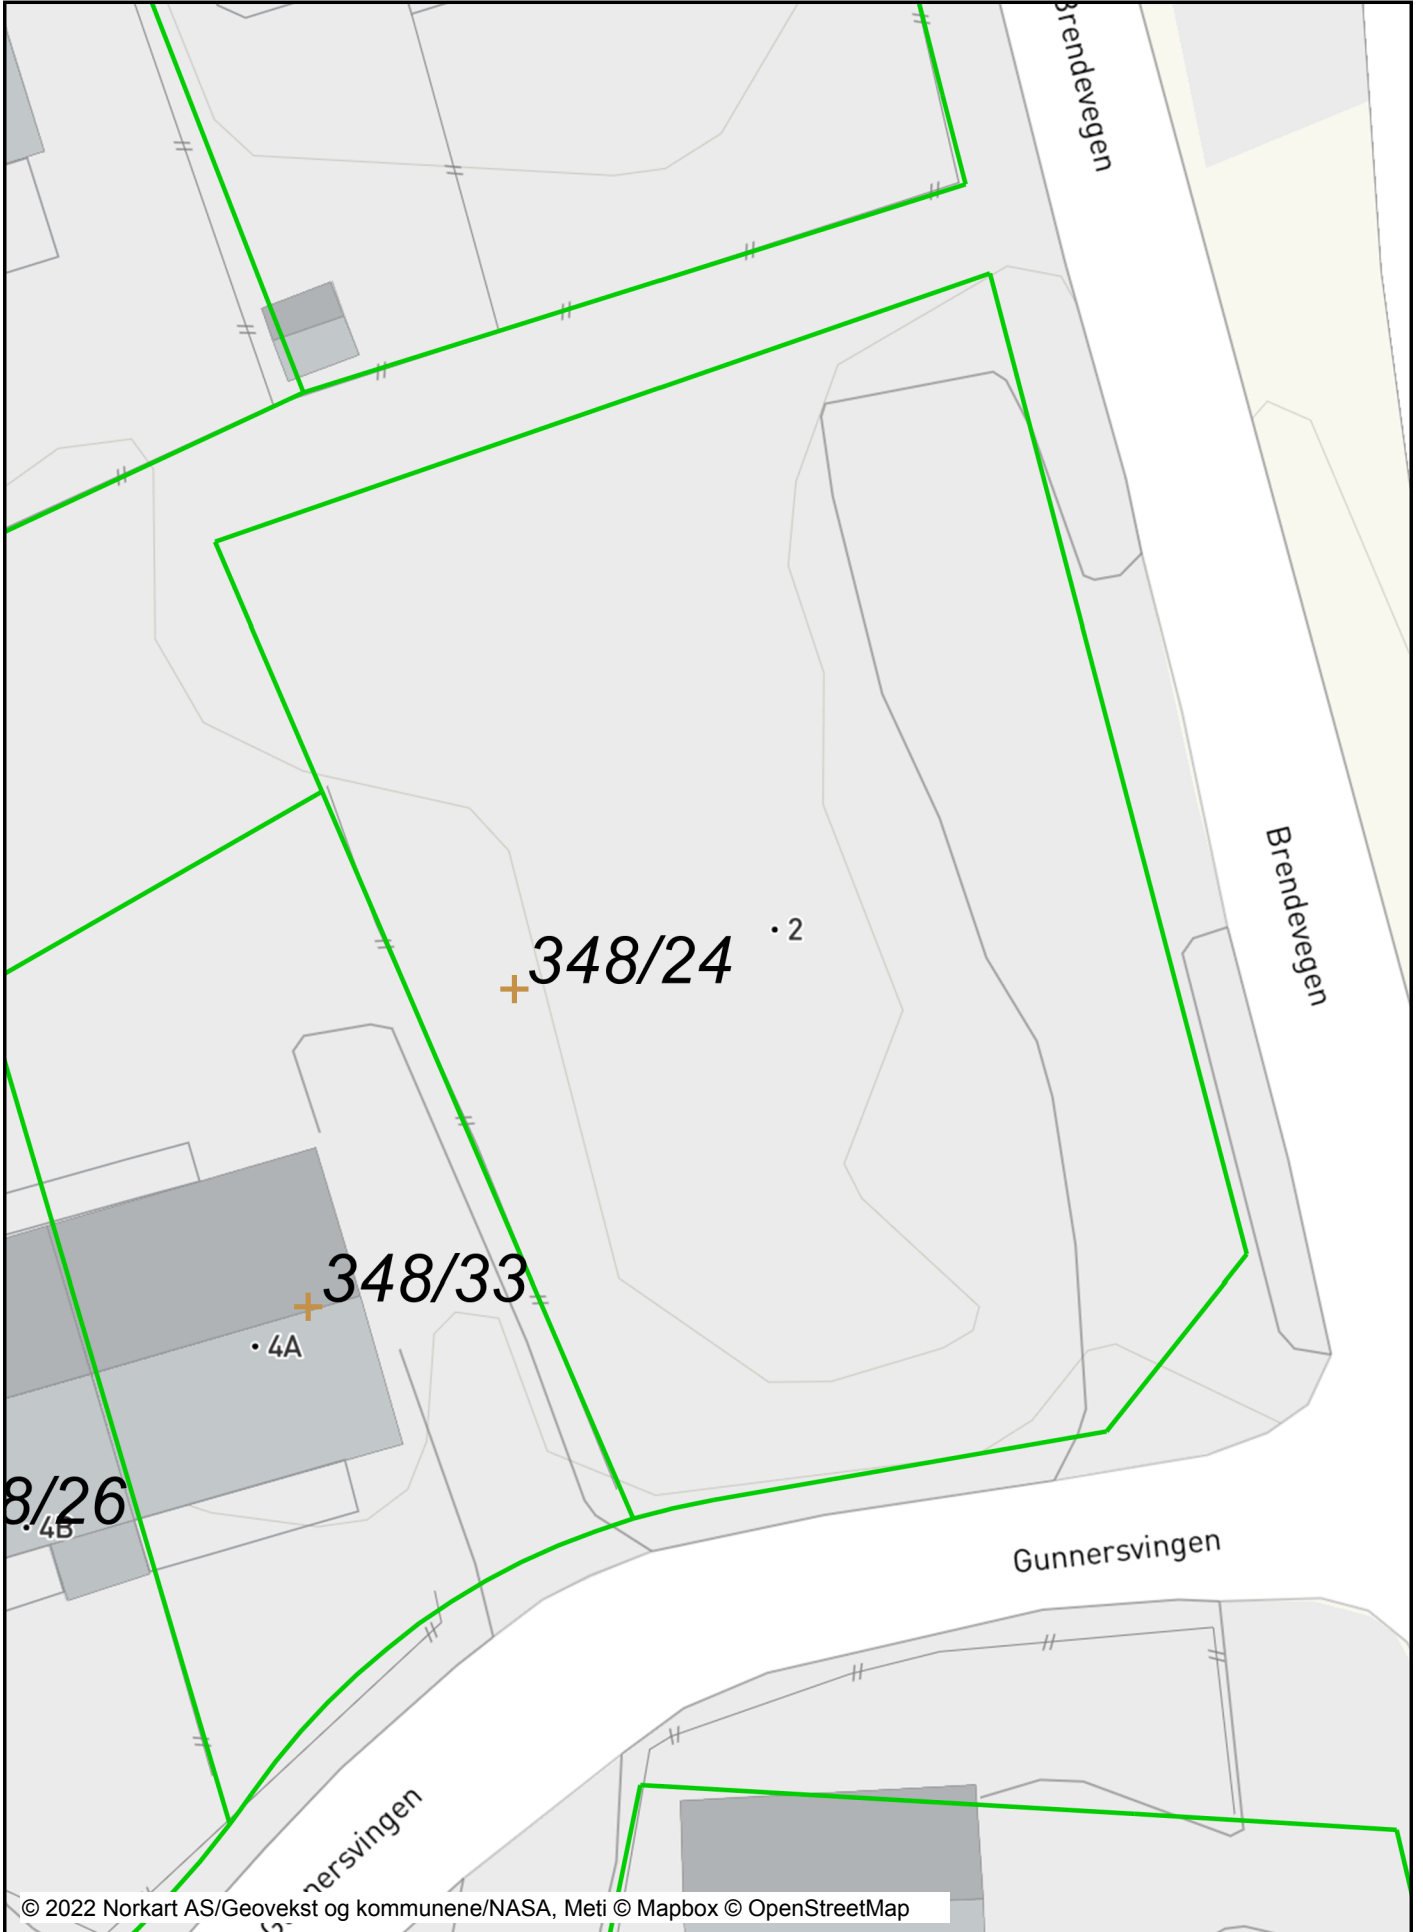 Brendevegen
Brendevegen
2
348/24
348/33
4A
8/26
4B
Gunnersvingen
nersvingen
© 2022 Norkart AS/Geovekst og kommunene/NASA, Meti © Mapbox © OpenStreetMap